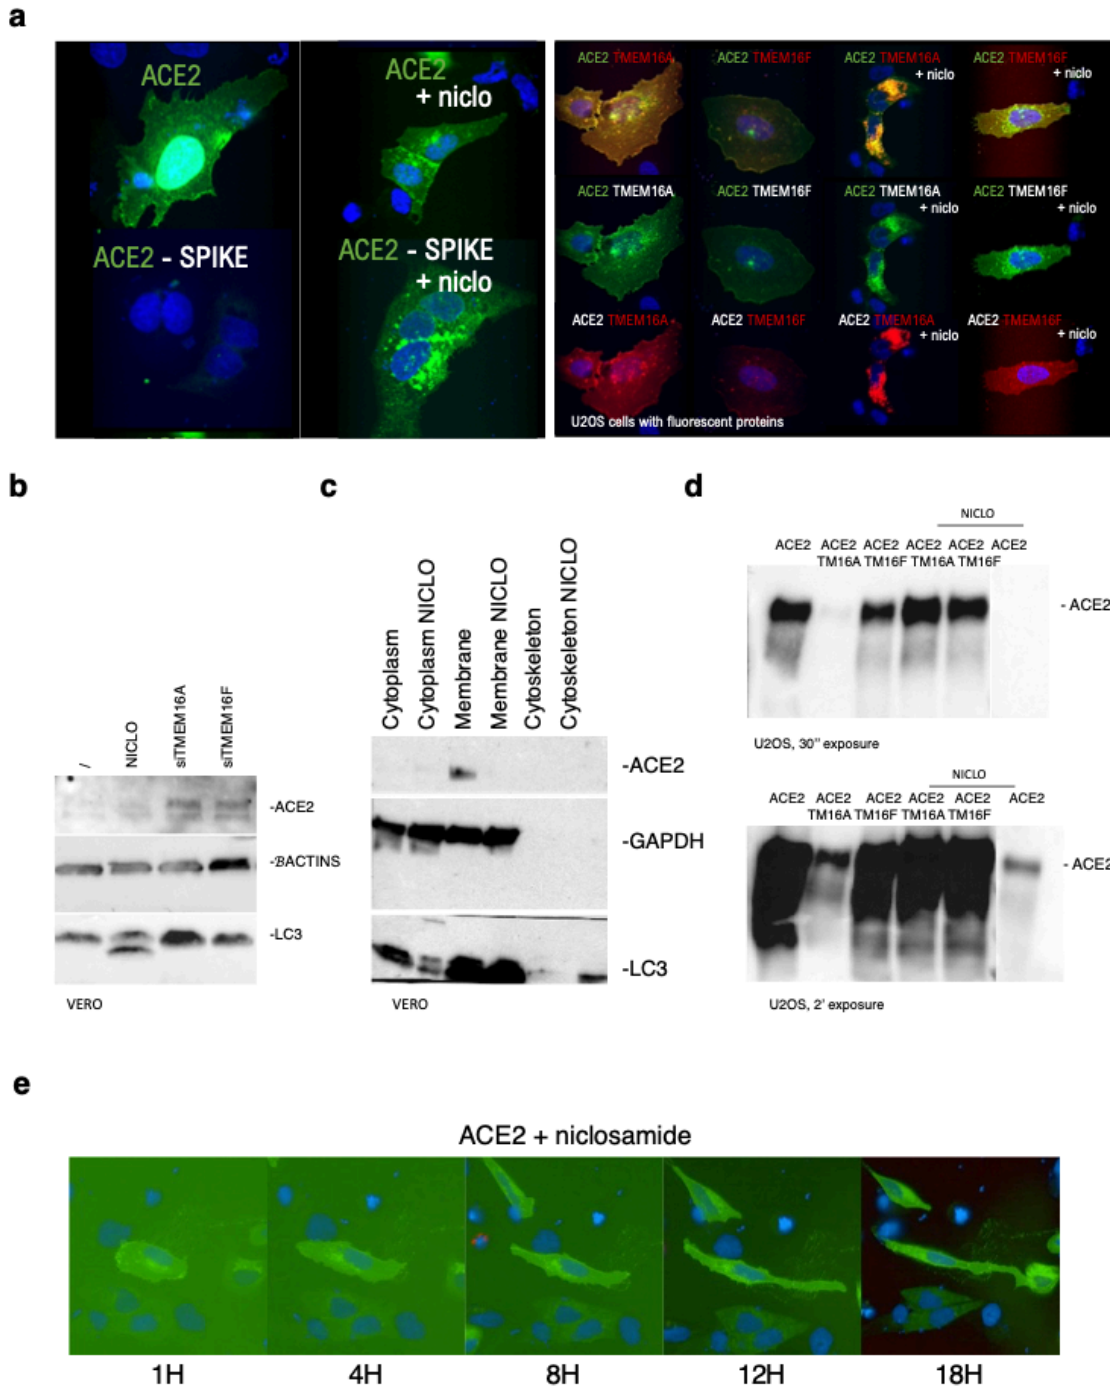 a
ACE2
ACE2
+ niclo
ACE2 - SPIKE
ACE2 - SPIKE
+ niclo
ACE2 TMEM16A
ACE2 TMEM16F
ACE2 TMEM16A
+ niclo
ACE2 TMEM16F
+ niclo
ACE2 TMEM16A
ACE2 TMEM16F
ACE2 TMEM16A
+ niclo
ACE2 TMEM16F
+ niclo
ACE2 TMEM16A
ACE2 TMEM16F
ACE2 TMEM16A
+ niclo
ACE2 TMEM16F
+ niclo
U2OS cells with fluorescent proteins
b
/
NICLO
siTMEM16A
siTMEM16F
-ACE2
-BACTINS
-LC3
VERO
c
Cytoplasm
Cytoplasm NICLO
Membrane
Membrane NICLO
Cytoskeleton
Cytoskeleton NICLO
-ACE2
-GAPDH
-LC3
VERO
d
NICLO
ACE2 ACE2 ACE2 ACE2 ACE2 ACE2
TM16A TM16F TM16A TM16F
- ACE2
U2OS, 30" exposure
NICLO
ACE2 ACE2 ACE2 ACE2 ACE2 ACE2
TM16A TM16F TM16A TM16F
- ACE2
U2OS, 2' exposure
e
ACE2 + niclosamide
1H 4H 8H 12H 18H